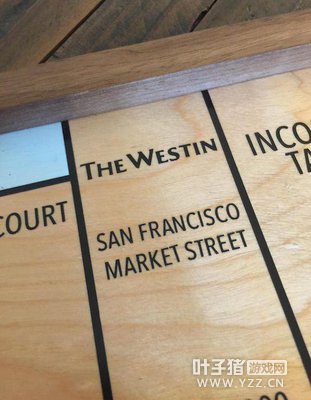 THE WESTIN
SAN FRANCISCO
MARKET STREET
COURT
INCO
TA
叶子猪 游戏网
www.YZZ.CN